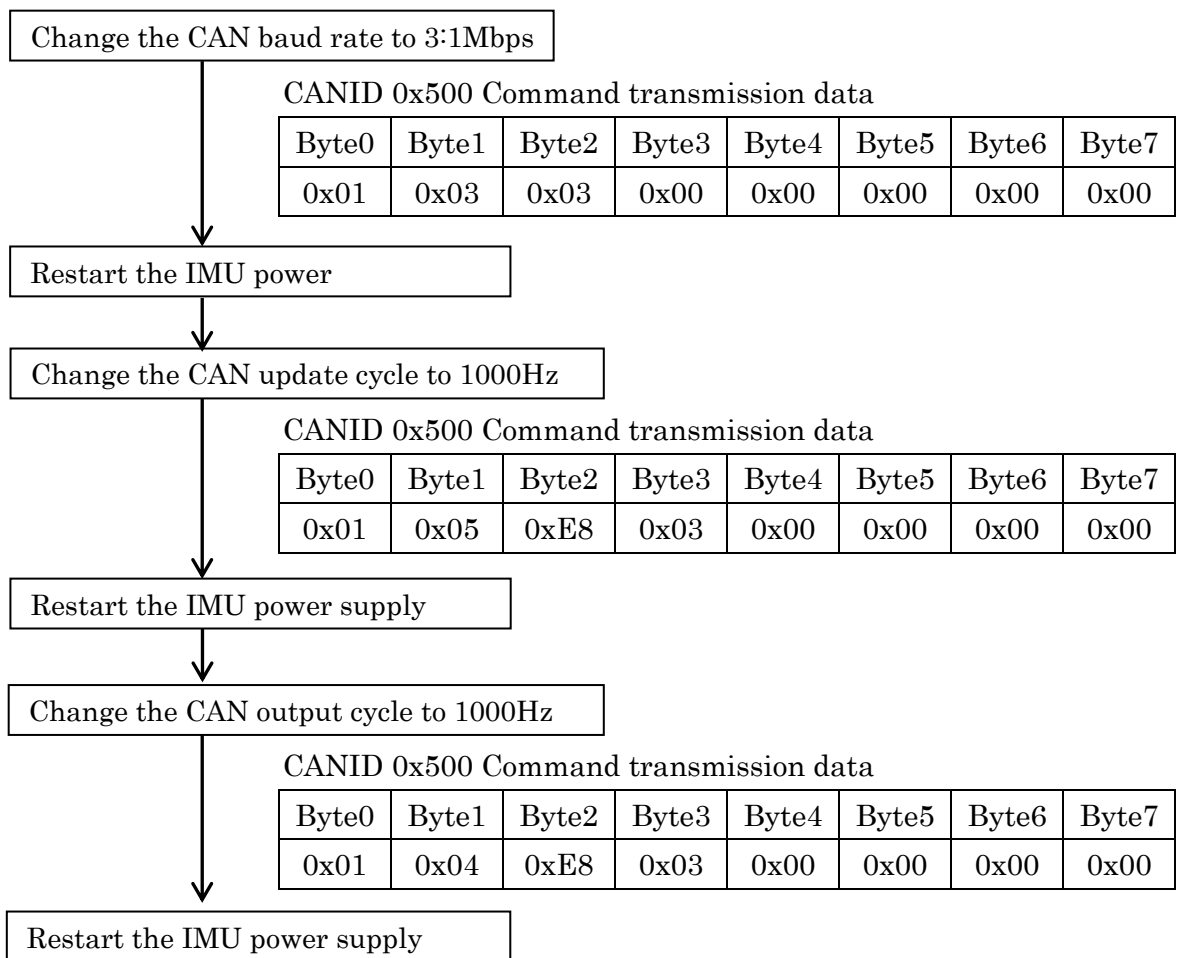 Change the CAN baud rate to 3:1Mbps
CANID 0x500 Command transmission data
Byte0 Byte1 Byte2 Byte3 Byte4 Byte5 Byte6 Byte7
0x01 0x03 0x03 0x00 0x00 0x00 0x00 0x00
Restart the IMU power
Change the CAN update cycle to 1000Hz
CANID 0x500 Command transmission data
Byte0 Byte1 Byte2 Byte3 Byte4 Byte5 Byte6 Byte7
0x01 0x05 0xE8 0x03 0x00 0x00 0x00 0x00
Restart the IMU power supply
Change the CAN output cycle to 1000Hz
CANID 0x500 Command transmission data
Byte0 Byte1 Byte2 Byte3 Byte4 Byte5 Byte6 Byte7
0x01 0x04 0xE8 0x03 0x00 0x00 0x00 0x00
Restart the IMU power supply